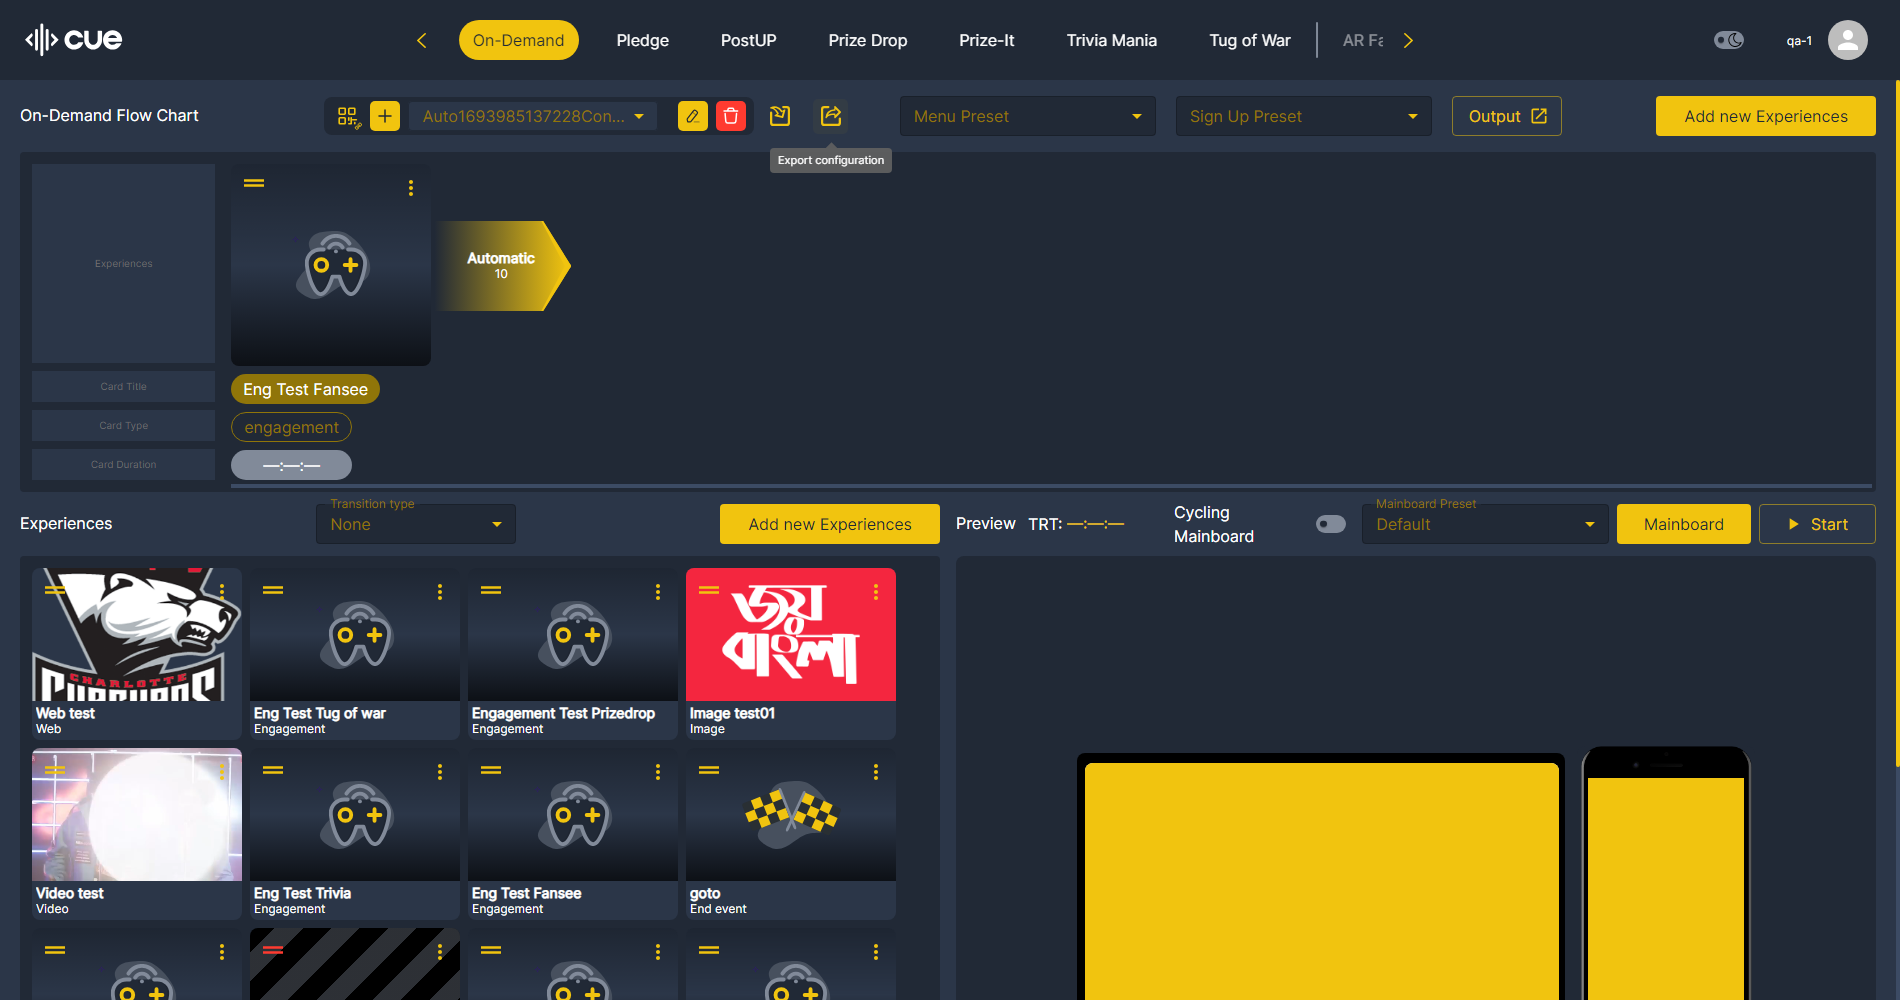 cue
On-Demand
Pledge
PostUP
Prize Drop
Prize-It
Trivia Mania
Tug of War
AR Fa
qa-1
On-Demand Flow Chart
Auto1693985137228Con...
Menu Preset
Sign Up Preset
Output
Add new Experiences
Export configuration
Experiences
Automatic
10
Card Title
Eng Test Fansee
Card Type
engagement
Card Duration
—:—:—
Experiences
Transition type
None
Add new Experiences
Preview
TRT: —:—:—
Cycling
Mainboard
Mainboard Preset
Default
Mainboard
Start
CHARLOTTE
Web test
Web
Eng Test Tug of war
Engagement
Engagement Test Prizedrop
Engagement
জয়
বাংলা
Image test01
Image
Video test
Video
Eng Test Trivia
Engagement
Eng Test Fansee
Engagement
goto
End event